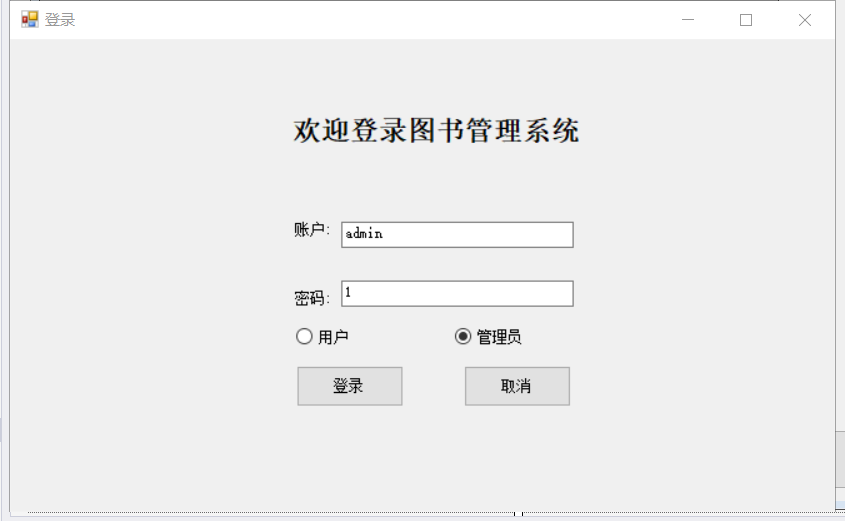 登录
欢迎登录图书管理系统
账户: admin
密码: 1
用户 管理员
登录 取消